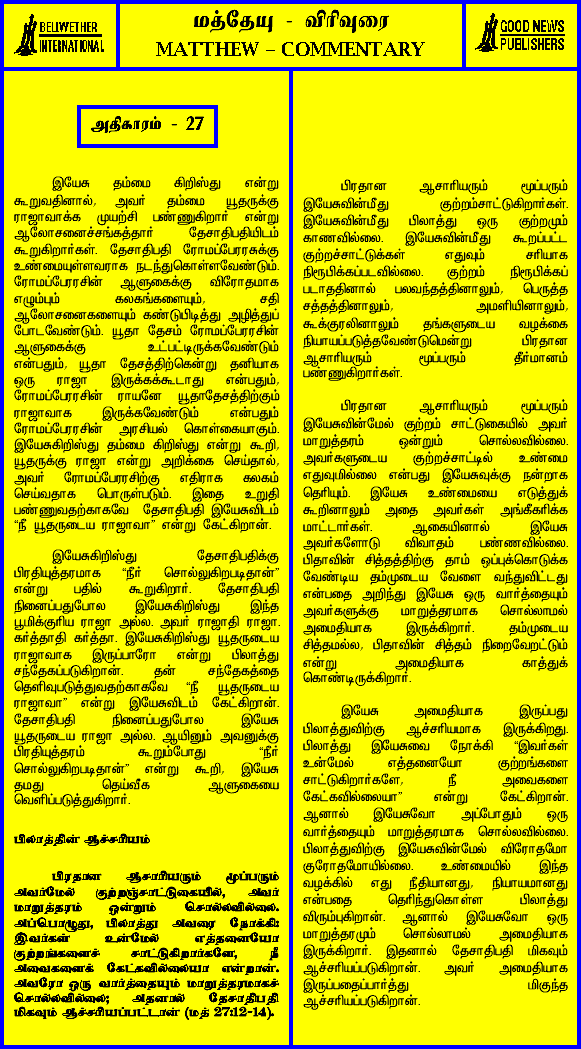 BELIWETHER
INTERNATIONAL
மத்தேயு - விரிவுரை
MATTHEW – COMMENTARY
GOOD NEWS
PUBLISHERS
அதிகாரம் - 27
இயேசு தம்மை கிறிஸ்து என்று
கூறுவதினால், அவர் தம்மை யூதருக்கு
ராஜாவாக்க முயற்சி பண்ணுகிறார் என்று
ஆலோசனைச்சங்கத்தார் தேசாதிபதியிடம்
கூறுகிறார்கள். தேசாதிபதி ரோமப்பேரரசுக்கு
உண்மையுள்ளவராக நடந்துகொள்ளவேண்டும்.
ரோமப்பேரரசின் ஆளுகைக்கு விரோதமாக
எழும்பும் கலகங்களையும், சதி
ஆலோசனைகளையும் கண்டுபிடித்து அழித்துப்
போடவேண்டும். யூதா தேசம் ரோமப்பேரரசின்
ஆளுகைக்கு உட்பட்டிருக்கவேண்டும்
என்பதும், யூதா தேசத்திற்கென்று தனியாக
ஒரு ராஜா இருக்கக்கூடாது என்பதும்,
ரோமப்பேரரசின் ராயனே யூதாதேசத்திற்கும்
ராஜாவாக இருக்கவேண்டும் என்பதும்
ரோமப்பேரரசின் அரசியல் கொள்கையாகும்.
இயேசுகிறிஸ்து தம்மை கிறிஸ்து என்று கூறி,
யூதருக்கு ராஜா என்று அறிக்கை செய்தால்,
அவர் ரோமப்பேரரசிற்கு எதிராக கலகம்
செய்வதாக பொருள்படும். இதை உறுதி
பண்ணுவதற்காகவே தேசாதிபதி இயேசுவிடம்
“நீ யூதருடைய ராஜாவா” என்று கேட்கிறான்.
இயேசுகிறிஸ்து தேசாதிபதிக்கு
பிரதியுத்தரமாக “நீர் சொல்லுகிறபடிதான்”
என்று பதில் கூறுகிறார். தேசாதிபதி
நினைப்பதுபோல இயேசுகிறிஸ்து இந்த
பூமிக்குரிய ராஜா அல்ல. அவர் ராஜாதி ராஜா.
கர்த்தாதி கர்த்தா. இயேசுகிறிஸ்து யூதருடைய
ராஜாவாக இருப்பாரோ என்று பிலாத்து
சந்தேகப்படுகிறான். தன் சந்தேகத்தை
தெளிவுபடுத்துவதற்காகவே “நீ யூதருடைய
ராஜாவா” என்று இயேசுவிடம் கேட்கிறான்.
தேசாதிபதி நினைப்பதுபோல இயேசு
யூதருடைய ராஜா அல்ல. ஆயினும் அவனுக்கு
பிரதியுத்தரம் கூறும்போது “நீர்
சொல்லுகிறபடிதான்” என்று கூறி, இயேசு
தமது தெய்வீக ஆளுகையை
வெளிப்படுத்துகிறார்.
பிலாத்தின் ஆச்சரியம்
பிரதான ஆசாரியரும் மூப்பரும்
அவர்மேல் குற்றஞ்சாட்டுகையில், அவர்
மாறுத்தரம் ஒன்றும் சொல்லவில்லை.
அப்பொழுது, பிலாத்து அவரை நோக்கி:
இவர்கள் உன்மேல் எத்தனையோ
குற்றங்களைச் சாட்டுகிறார்களே, நீ
அவைகளைக் கேட்கவில்லையா என்றான்.
அவரோ ஒரு வார்த்தையும் மாறுத்தரமாகச்
சொல்லவில்லை; அதனால் தேசாதிபதி
மிகவும் ஆச்சரியப்பட்டான் (மத் 27:12-14).
பிரதான ஆசாரியரும் மூப்பரும்
இயேசுவின்மீது குற்றம்சாட்டுகிறார்கள்.
இயேசுவின்மீது பிலாத்து ஒரு குற்றமும்
காணவில்லை. இயேசுவின்மீது கூறப்பட்ட
குற்றச்சாட்டுக்கள் எதுவும் சரியாக
நிரூபிக்கப்படவில்லை. குற்றம் நிரூபிக்கப்
படாததினால் பலவந்தத்தினாலும், பெருத்த
சத்தத்தினாலும், அமளியினாலும்,
கூக்குரலினாலும் தங்களுடைய வழக்கை
நியாயப்படுத்தவேண்டுமென்று பிரதான
ஆசாரியரும் மூப்பரும் தீர்மானம்
பண்ணுகிறார்கள்.
பிரதான ஆசாரியரும் மூப்பரும்
இயேசுவின்மேல் குற்றம் சாட்டுகையில் அவர்
மாறுத்தரம் ஒன்றும் சொல்லவில்லை.
அவர்களுடைய குற்றச்சாட்டில் உண்மை
எதுவுமில்லை என்பது இயேசுவுக்கு நன்றாக
தெரியும். இயேசு உண்மையை எடுத்துக்
கூறினாலும் அதை அவர்கள் அங்கீகரிக்க
மாட்டார்கள். ஆகையினால் இயேசு
அவர்களோடு விவாதம் பண்ணவில்லை.
பிதாவின் சித்தத்திற்கு தாம் ஒப்புக்கொடுக்க
வேண்டிய தம்முடைய வேளை வந்துவிட்டது
என்பதை அறிந்து இயேசு ஒரு வார்த்தையும்
அவர்களுக்கு மாறுத்தரமாக சொல்லாமல்
அமைதியாக இருக்கிறார். தம்முடைய
சித்தமல்ல, பிதாவின் சித்தம் நிறைவேறட்டும்
என்று அமைதியாக காத்துக்
கொண்டிருக்கிறார்.
இயேசு அமைதியாக இருப்பது
பிலாத்துவிற்கு ஆச்சரியமாக இருக்கிறது.
பிலாத்து இயேசுவை நோக்கி “இவர்கள்
உன்மேல் எத்தனையோ குற்றங்களை
சாட்டுகிறார்களே, நீ அவைகளை
கேட்கவில்லையா” என்று கேட்கிறான்.
ஆனால் இயேசுவோ அப்போதும் ஒரு
வார்த்தையும் மாறுத்தரமாக சொல்லவில்லை.
பிலாத்துவிற்கு இயேசுவின்மேல் விரோதமோ
குரோதமோயில்லை. உண்மையில் இந்த
வழக்கில் எது நீதியானது, நியாயமானது
என்பதை தெரிந்துகொள்ள பிலாத்து
விரும்புகிறான். ஆனால் இயேசுவோ ஒரு
மாறுத்தரமும் சொல்லாமல் அமைதியாக
இருக்கிறார். இதனால் தேசாதிபதி மிகவும்
ஆச்சரியப்படுகிறான். அவர் அமைதியாக
இருப்பதைப்பார்த்து மிகுந்த
ஆச்சரியப்படுகிறான்.